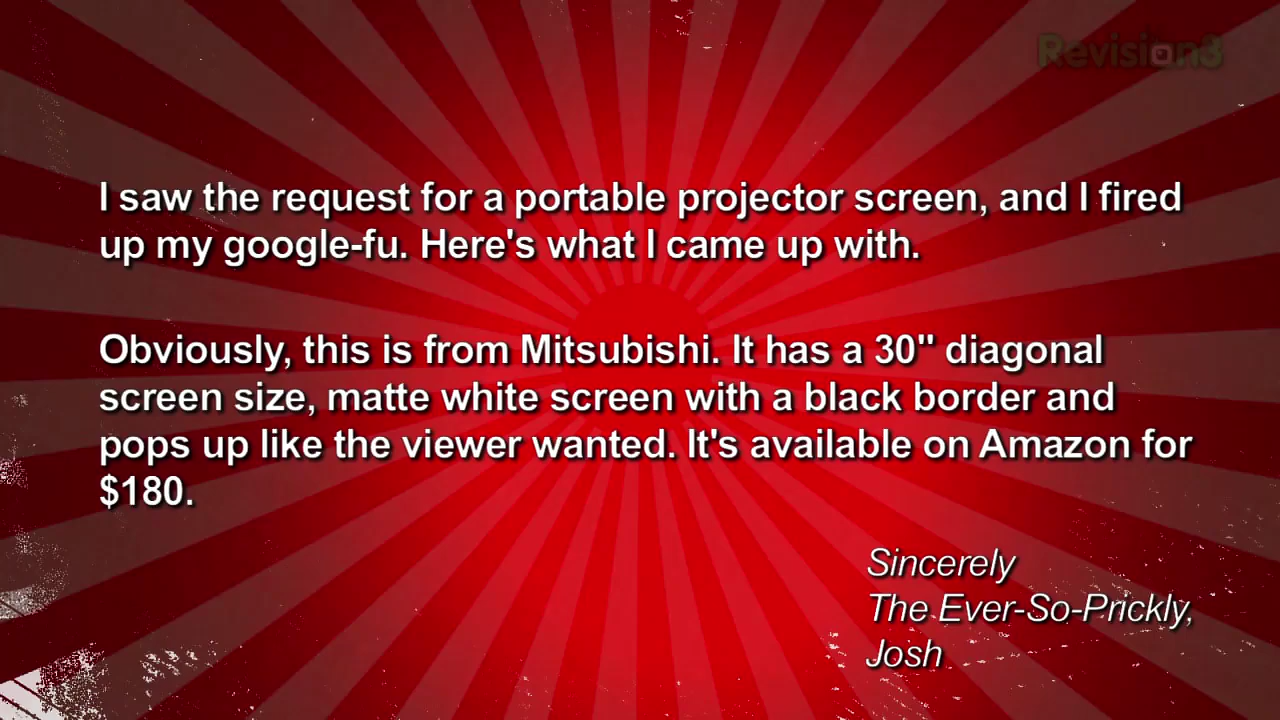 Revision3
I saw the request for a portable projector screen, and I fired
up my google-fu. Here's what I came up with.
Obviously, this is from Mitsubishi. It has a 30" diagonal
screen size, matte white screen with a black border and
pops up like the viewer wanted. It's available on Amazon for
$180.
Sincerely
The Ever-So-Prickly,
Josh